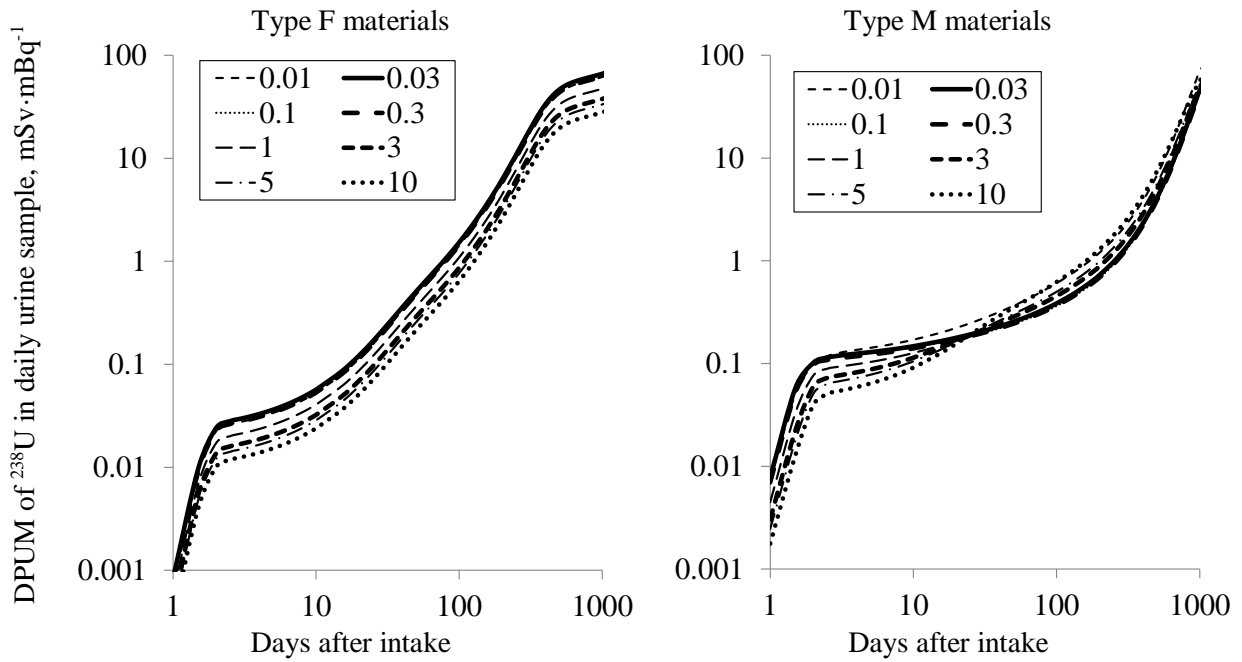 Type F materials
DPUM of ²³⁸U in daily urine sample, mSv·mBq⁻¹
100
10
1
0.1
0.01
0.001
0.01 0.03
0.1 0.3
1 3
5 10
1 10 100 1000
Days after intake
Type M materials
100
10
1
0.1
0.01
0.001
0.01 0.03
0.1 0.3
1 3
5 10
1 10 100 1000
Days after intake